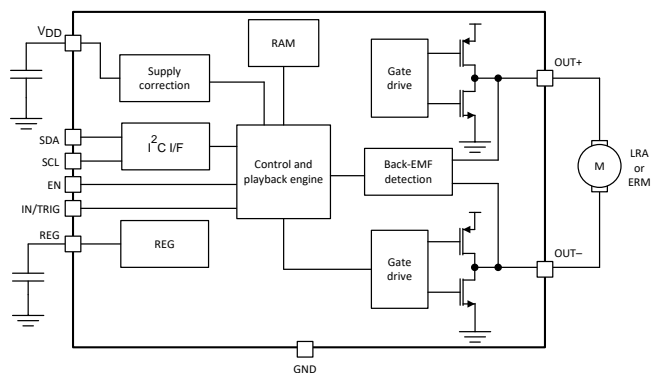 VDD
RAM
Supply
correction
Gate
drive
OUT+
SDA
SCL
I2C I/F
Control and
playback engine
Back-EMF
detection
M
LRA
or
ERM
EN
IN/TRIG
REG
REG
Gate
drive
OUT–
GND